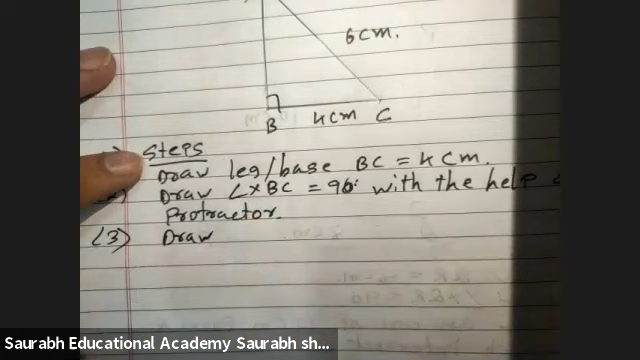 6cm.
B 4cm C
Steps
Draw leg/base BC = 4cm.
Draw ∠XBC = 90° with the help
Protractor.
(3) Draw
Saurabh Educational Academy Saurabh sh...